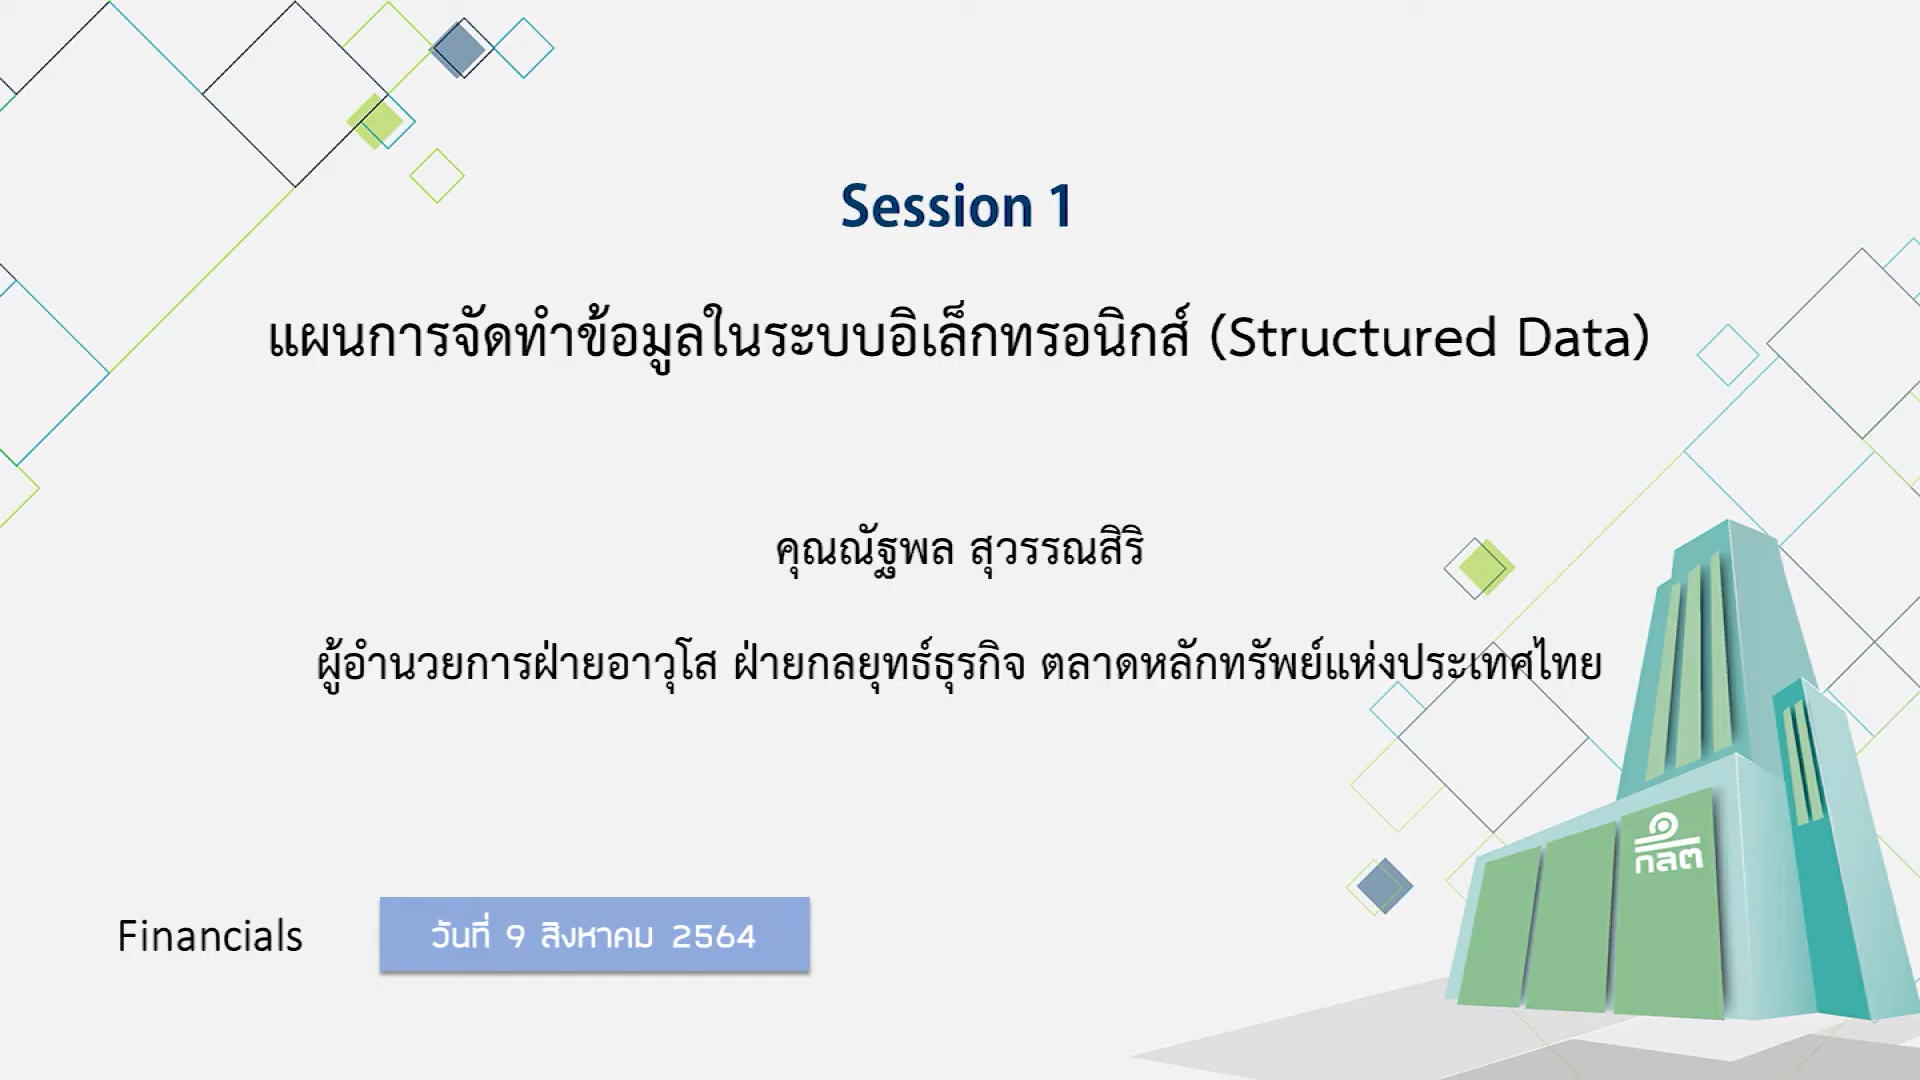 Session 1
แผนการจัดทำข้อมูลในระบบอิเล็กทรอนิกส์ (Structured Data)
คุณณัฐพล สุวรรณสิริ
ผู้อำนวยการฝ่ายอาวุโส ฝ่ายกลยุทธ์ธุรกิจ ตลาดหลักทรัพย์แห่งประเทศไทย
กลต
Financials วันที่ 9 สิงหาคม 2564